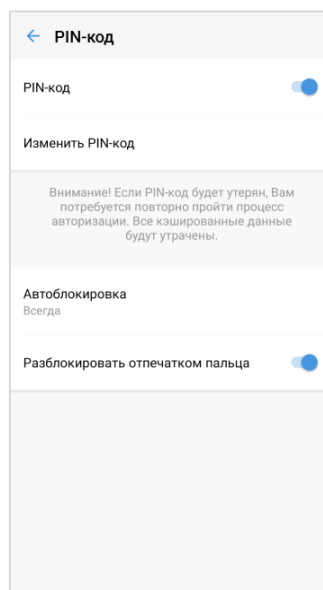 PIN-код
PIN-код
Изменить PIN-код
Внимание! Если PIN-код будет утерян, Вам
потребуется повторно пройти процесс
авторизации. Все кэшированные данные
будут утрачены.
Автоблокировка
Всегда
Разблокировать отпечатком пальца